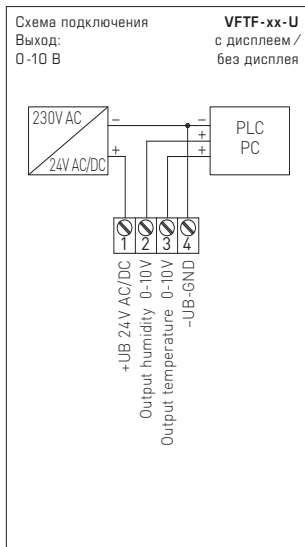 Схема подключения
Выход:
0-10 В
VFTF-xx-U
с дисплеем /
без дисплея
230V AC
24V AC/DC
–
+
–
+
+
PLC
PC
1 2 3 4
+UB 24V AC/DC
Output humidity 0-10V
Output temperature 0-10V
–UB-GND